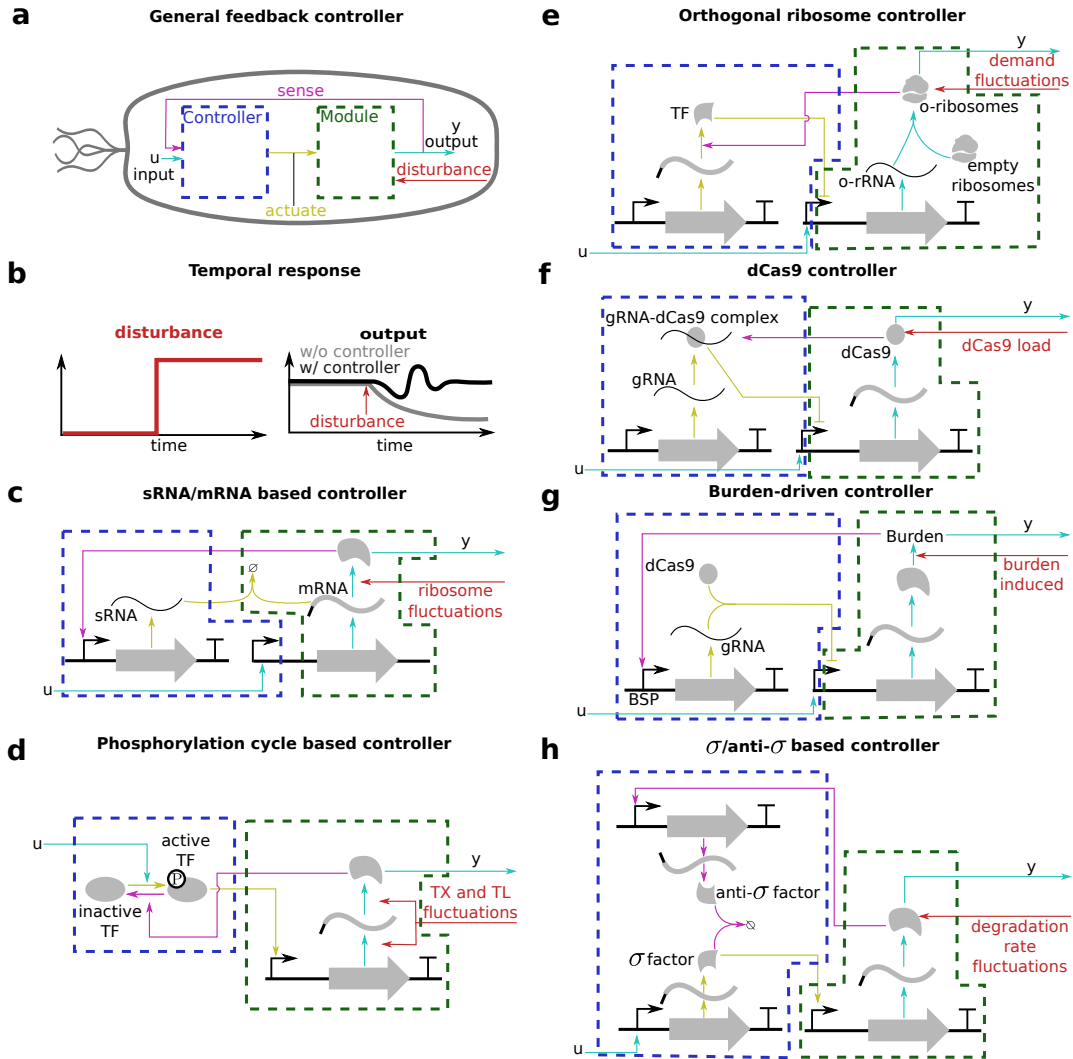 a
General feedback controller
sense
Controller
Module
u
input
y
output
disturbance
actuate
b
Temporal response
disturbance
time
output
w/o controller
w/ controller
disturbance
time
c
sRNA/mRNA based controller
∅
y
sRNA
mRNA
ribosome
fluctuations
u
d
Phosphorylation cycle based controller
u
active
TF
P
inactive
TF
y
TX and TL
fluctuations
e
Orthogonal ribosome controller
y
demand
fluctuations
TF
o-ribosomes
o-rRNA
empty
ribosomes
u
f
dCas9 controller
gRNA-dCas9 complex
y
dCas9
dCas9 load
gRNA
u
g
Burden-driven controller
Burden
y
dCas9
burden
induced
gRNA
BSP
u
h
σ/anti-σ based controller
anti-σ factor
∅
σ factor
y
degradation
rate
fluctuations
u